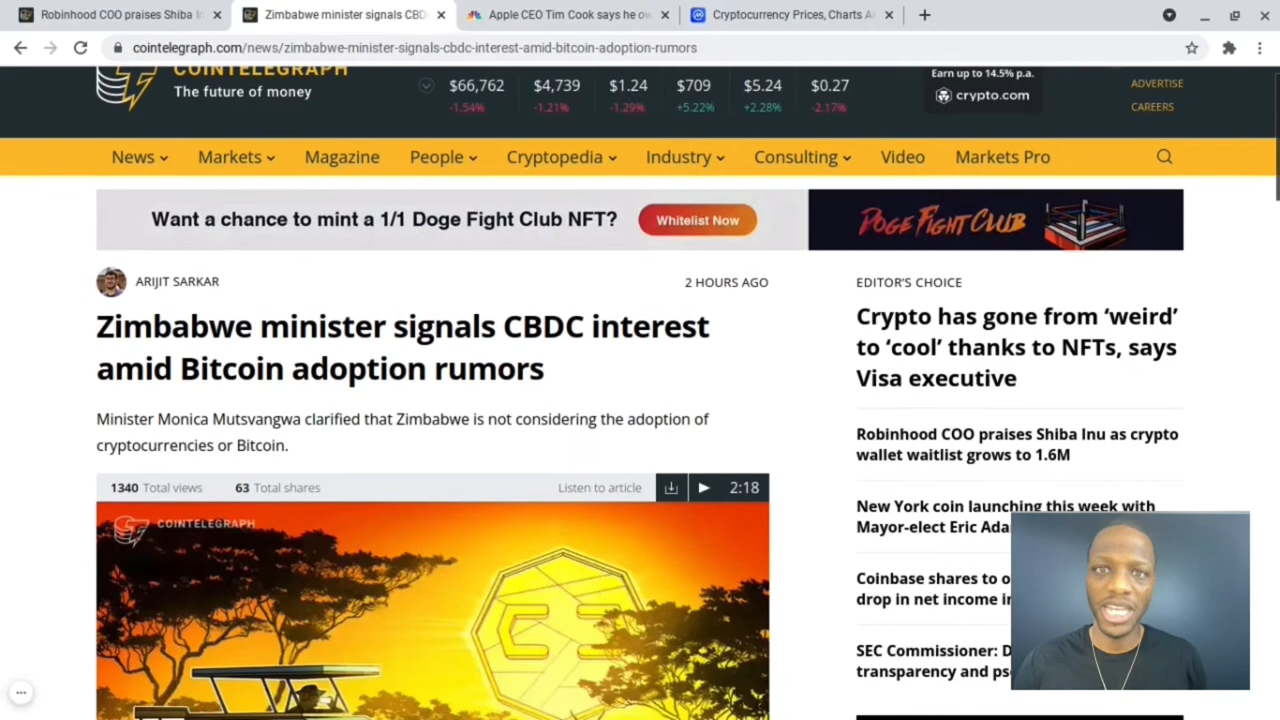 Robinhood COO praises Shiba I
Zimbabwe minister signals CBD
Apple CEO Tim Cook says he ow
Cryptocurrency Prices, Charts A
cointelegraph.com/news/zimbabwe-minister-signals-cbdc-interest-amid-bitcoin-adoption-rumors
COINTELEGRAPH
The future of money
$66,762 $4,739 $1.24 $709 $5.24 $0.27
-1.54% -1.21% -1.29% +5.22% +2.28% -2.17%
Earn up to 14.5% p.a.
crypto.com
ADVERTISE
CAREERS
News Markets Magazine People Cryptopedia Industry Consulting Video Markets Pro
Want a chance to mint a 1/1 Doge Fight Club NFT?
Whitelist Now
DOGE FIGHT CLUB
ARIJIT SARKAR
2 HOURS AGO
Zimbabwe minister signals CBDC interest
amid Bitcoin adoption rumors
Minister Monica Mutsvangwa clarified that Zimbabwe is not considering the adoption of
cryptocurrencies or Bitcoin.
1340 Total views 63 Total shares
Listen to article
2:18
COINTELEGRAPH
EDITOR'S CHOICE
Crypto has gone from ‘weird’
to ‘cool’ thanks to NFTs, says
Visa executive
Robinhood COO praises Shiba Inu as crypto
wallet waitlist grows to 1.6M
New York coin launching this week with
Mayor-elect Eric Ada
Coinbase shares to o
drop in net income i
SEC Commissioner: D
transparency and ps